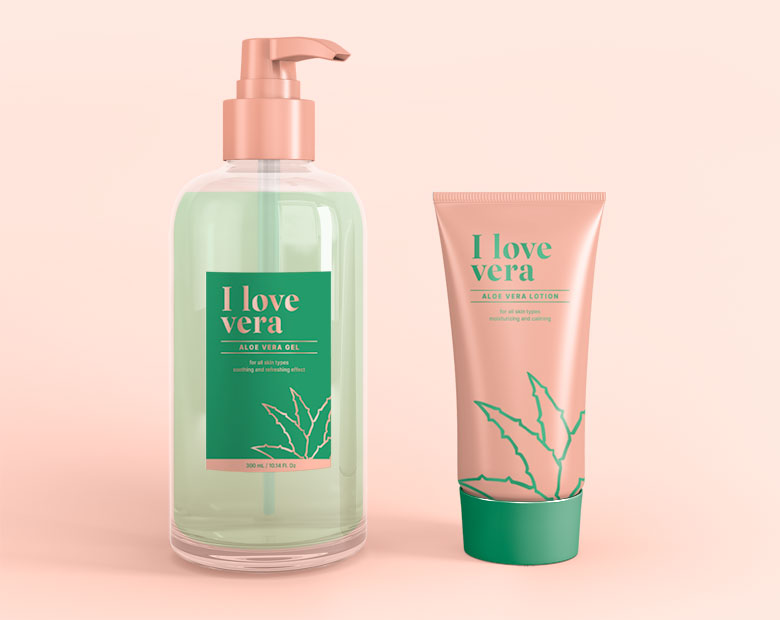 I love
vera
ALOE VERA GEL
for all skin types
soothing and refreshing effect
300 mL / 10.14 Fl. Oz
I love
vera
ALOE VERA LOTION
for all skin types
moisturising and calming